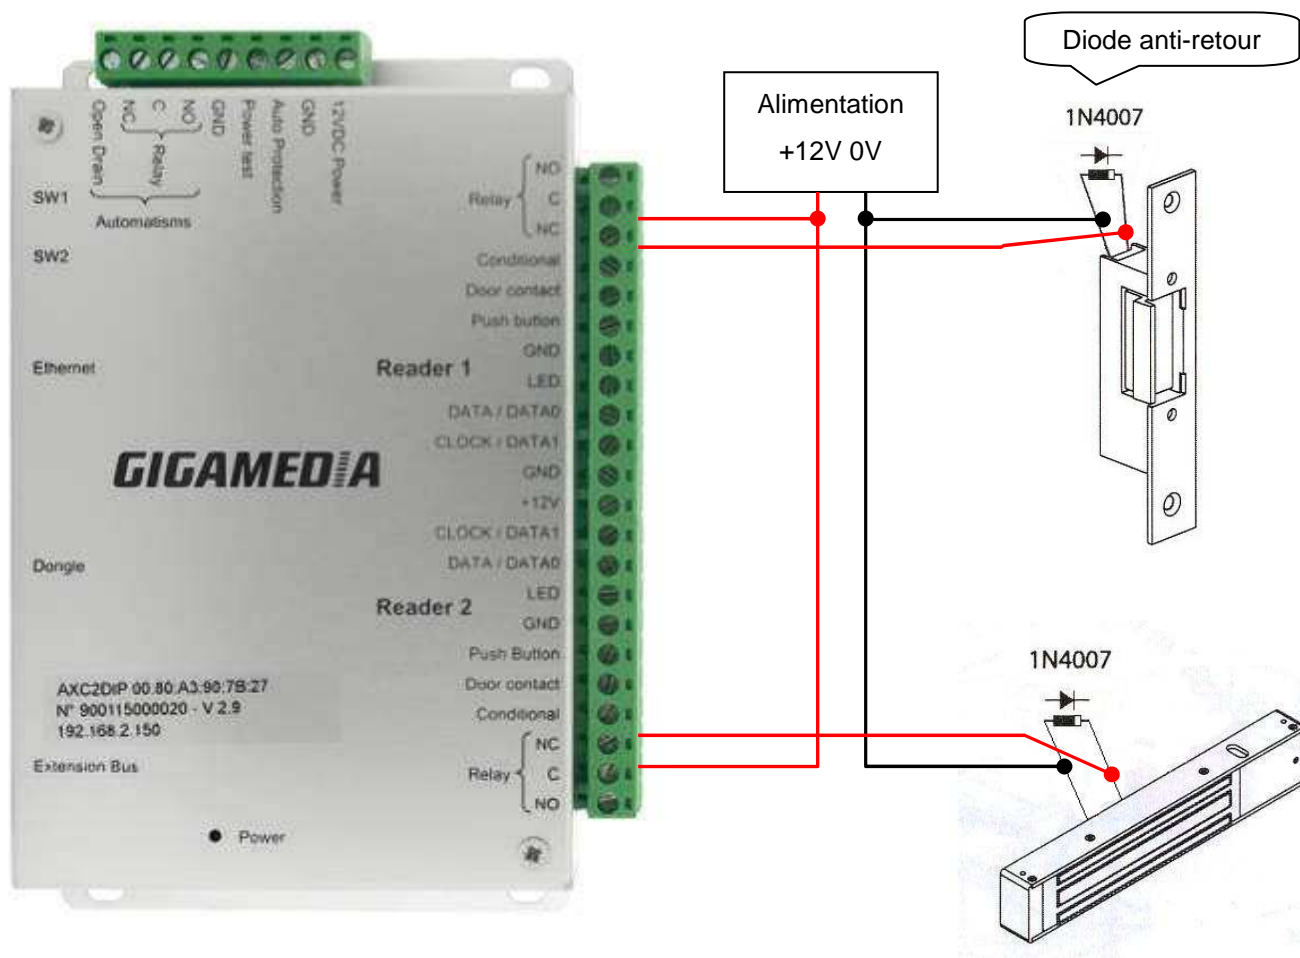 Diode anti-retour
1N4007
Alimentation
+12V 0V
Open Drain
NC
C
NO
Relay
GND
Power test
Auto Protection
GND
12VDC Power
Automatisms
SW1
SW2
Ethernet
Dongle
Extension Bus
NO
Relay C
NC
Conditional
Door contact
Push button
GND
Reader 1
LED
DATA / DATA0
CLOCK / DATA1
GND
+12V
CLOCK / DATA1
DATA / DATA0
LED
Reader 2
GND
Push Button
Door contact
Conditional
NC
Relay C
NO
GIGAMEDIA
AXC2DIP 00:80:A3:90:7B:27
N° 900115000020 - V 2.9
192.168.2.150
Power
1N4007